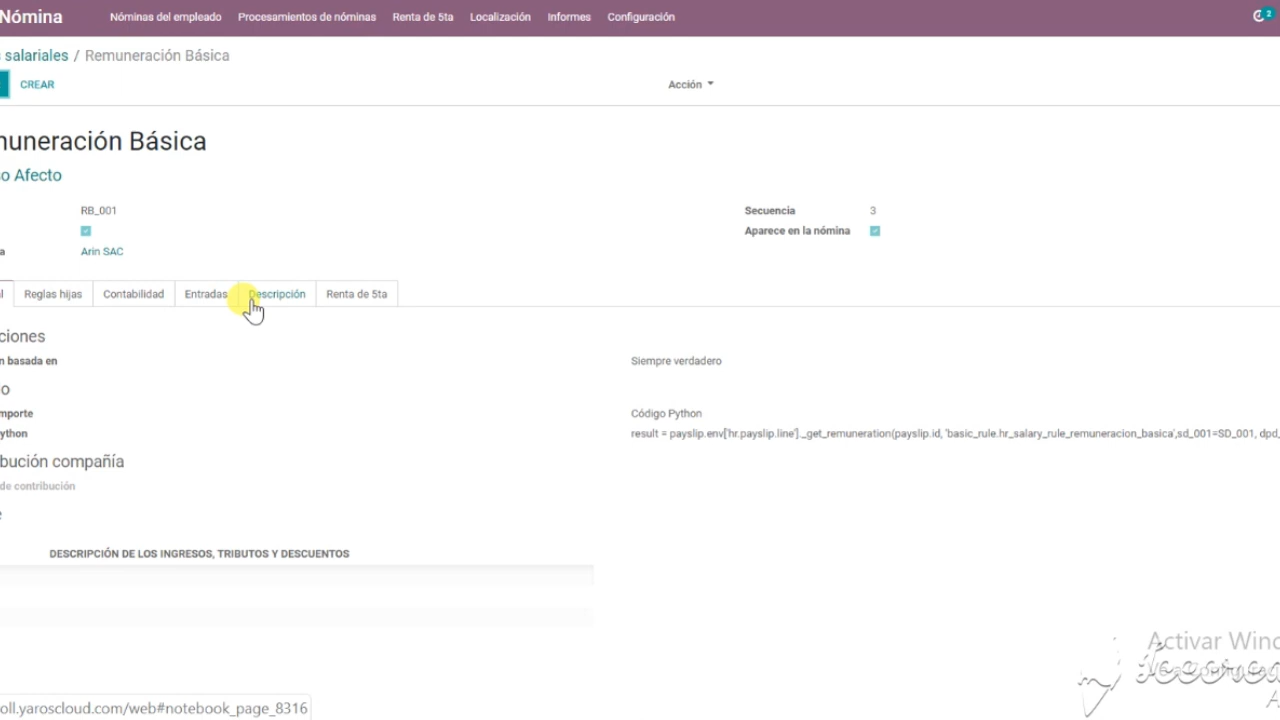 Nómina Nóminas del empleado Procesamientos de nóminas Renta de 5ta Localización Informes Configuración 2
salariales / Remuneración Básica
CREAR Acción
muneración Básica
o Afecto
RB_001 Secuencia 3
Aparece en la nómina
a Arin SAC
l Reglas hijas Contabilidad Entradas Descripción Renta de 5ta
ciones
n basada en Siempre verdadero
o
mporte Código Python
ython result = payslip.env['hr.payslip.line']._get_remuneration(payslip.id, 'basic_rule.hr_salary_rule_remuneracion_basica',sd_001=SD_001, dpd_
bución compañía
de contribución
e
DESCRIPCIÓN DE LOS INGRESOS, TRIBUTOS Y DESCUENTOS
Activar Wind
oll.yaroscloud.com/web#notebook_page_8316